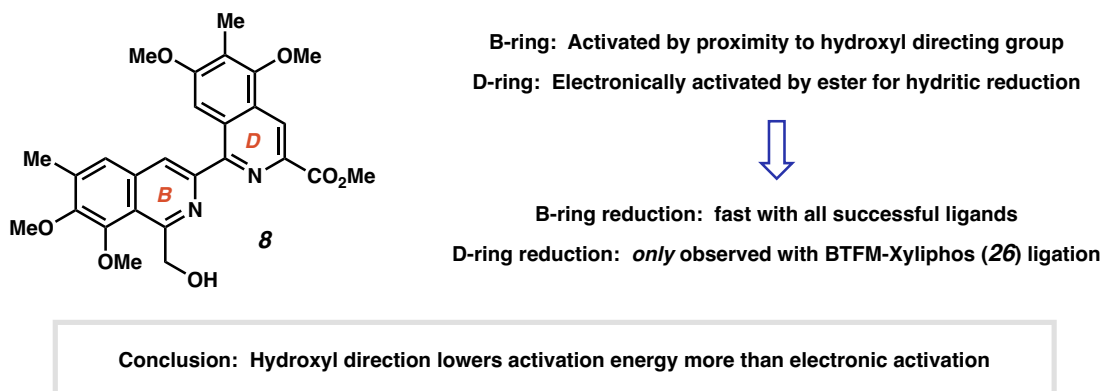 Me
MeO
OMe
D
Me
N
CO2Me
B
N
MeO
8
OMe
OH
B-ring: Activated by proximity to hydroxyl directing group
D-ring: Electronically activated by ester for hydritic reduction
B-ring reduction: fast with all successful ligands
D-ring reduction: only observed with BTFM-Xyliphos (26) ligation
Conclusion: Hydroxyl direction lowers activation energy more than electronic activation